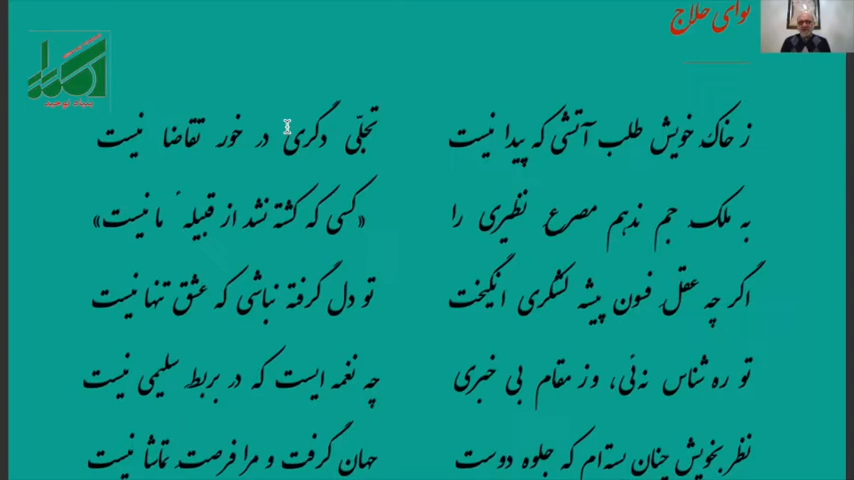 نوای حلاج
ز خاک خویش طلب آتشی که پیدا نیست
تجلّی دگری در خور تقاضا نیست
به ملک جم ندهم مصرع نظیری را
«کسی که کشته نشد از قبیلهٔ ما نیست»
اگر چه عقل فسون پیشه لشکری انگیخت
تو دل گرفته نباشی که عشق تنها نیست
تو ره شناس نه‌ئی، وز مقام بی خبری
چه نغمه ایست که در بربط سلیمی نیست
نظر بخویش چنان بسته‌ام که جلوه دوست
جهان گرفت و مرا فرصت تماشا نیست
بنیاد توحید